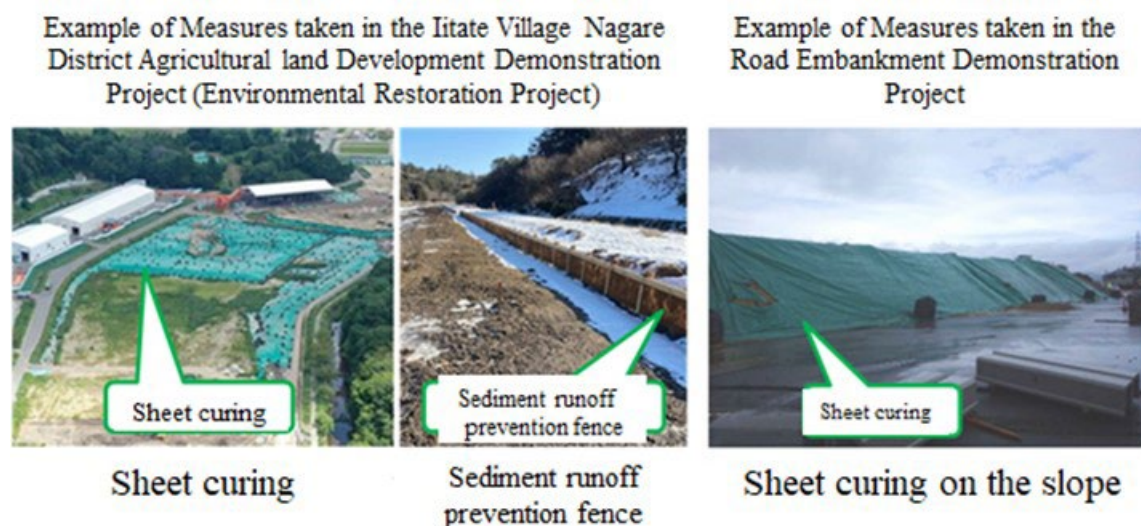 Example of Measures taken in the Iitate Village Nagare
District Agricultural land Development Demonstration
Project (Environmental Restoration Project)
Example of Measures taken in the
Road Embankment Demonstration
Project
Sheet curing
Sediment runoff
prevention fence
Sheet curing
Sheet curing
Sediment runoff
prevention fence
Sheet curing on the slope